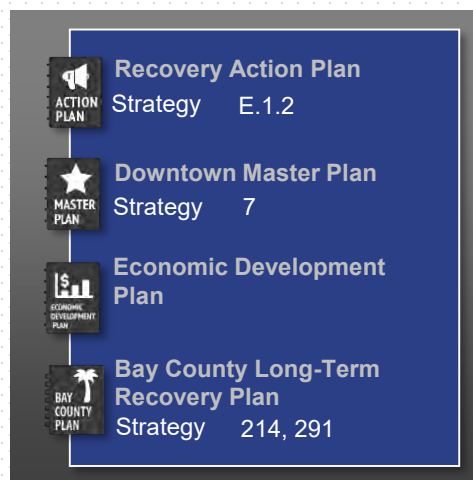 Recovery Action Plan
ACTION
PLAN
Strategy E.1.2
Downtown Master Plan
MASTER
PLAN
Strategy 7
Economic Development
Plan
$
ECONOMIC
DEVELOPMENT
PLAN
Bay County Long-Term
Recovery Plan
BAY
COUNTY
PLAN
Strategy 214, 291